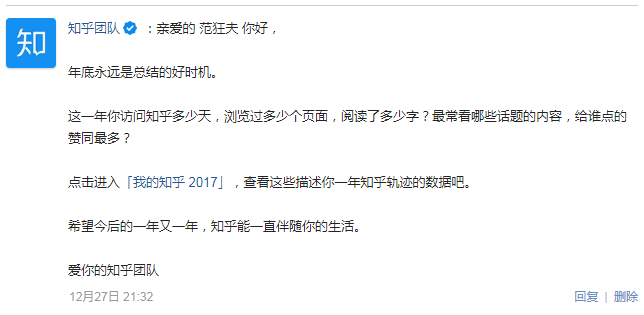 知
知乎团队 ：亲爱的 范狂夫 你好，
年底永远是总结的好时机。
这一年你访问知乎多少天，浏览过多少个页面，阅读了多少字？最常看哪些话题的内容，给谁点的
赞同最多？
点击进入「我的知乎 2017」，查看这些描述你一年知乎轨迹的数据吧。
希望今后的一年又一年，知乎能一直伴随你的生活。
爱你的知乎团队
12月27日 21:32 回复 | 删除